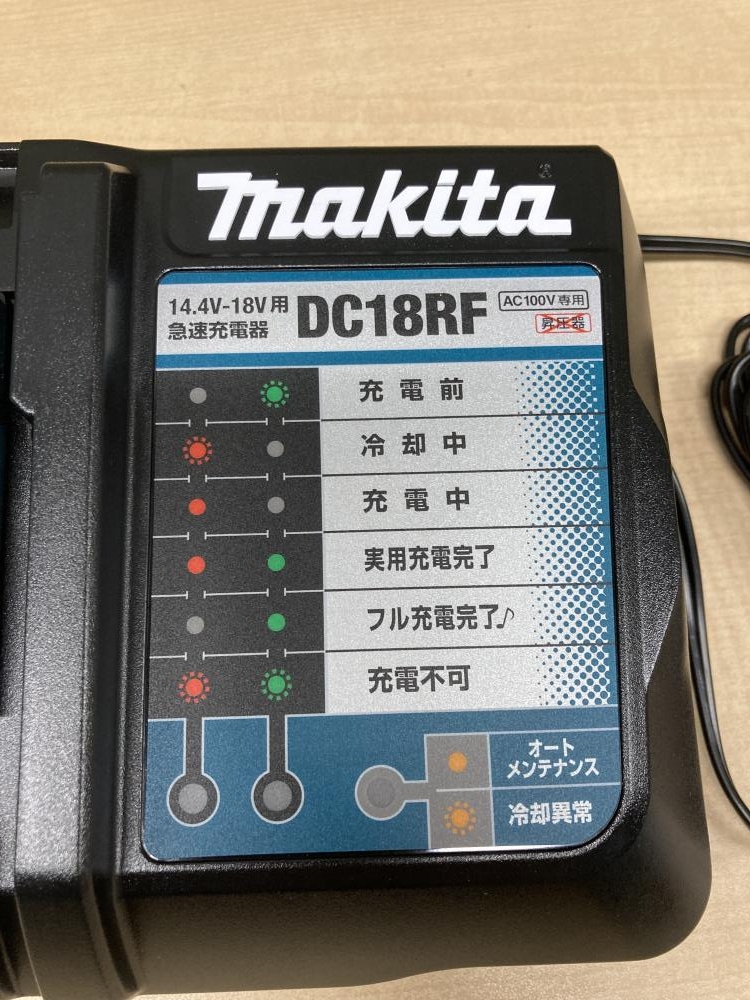 makita
14.4V-18V用
急速充電器
DC18RF
AC100V専用
昇圧器
充電前
冷却中
充電中
実用充電完了
フル充電完了♪
充電不可
オート
メンテナンス
冷却異常